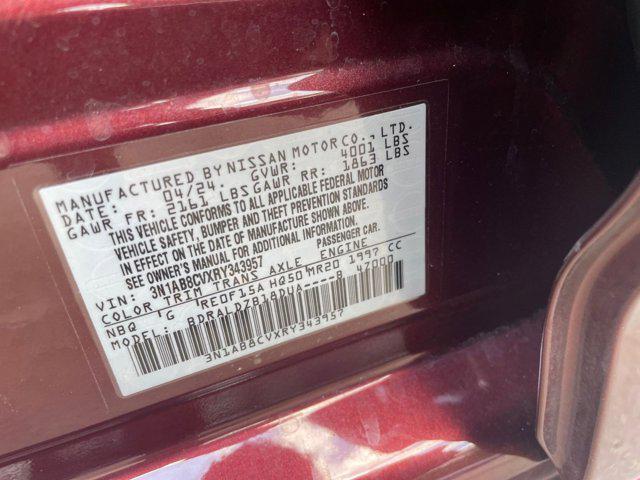 MANUFACTURED BY NISSAN MOTOR CO., LTD.
DATE: 04/24. GVWR: 4001 LBS
GAWR FR: 2161 LBS GAWR RR: 1863 LBS
THIS VEHICLE CONFORMS TO ALL APPLICABLE FEDERAL MOTOR
VEHICLE SAFETY, BUMPER AND THEFT PREVENTION STANDARDS
IN EFFECT ON THE DATE OF MANUFACTURE SHOWN ABOVE.
SEE OWNER'S MANUAL FOR ADDITIONAL INFORMATION.
VIN: 3N1AB8CVXRY343957 PASSENGER CAR.
COLOR TRIM TRANS AXLE ENGINE
NBQ 'G 'RE0F15A HQ50 MR20 1997 CC
MODEL: BDRALDZB18DUA----B 47000
3N1AB8CVXRY343957